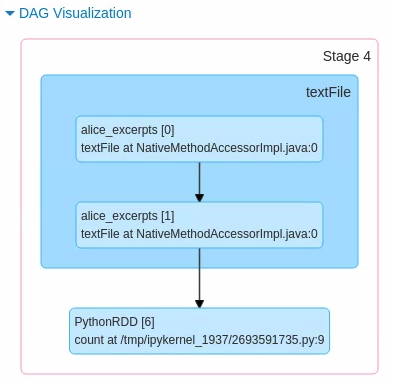 DAG Visualization
Stage 4
textFile
alice_excerpts [0]
textFile at NativeMethodAccessorImpl.java:0
alice_excerpts [1]
textFile at NativeMethodAccessorImpl.java:0
PythonRDD [6]
count at /tmp/ipykernel_1937/2693591735.py:9